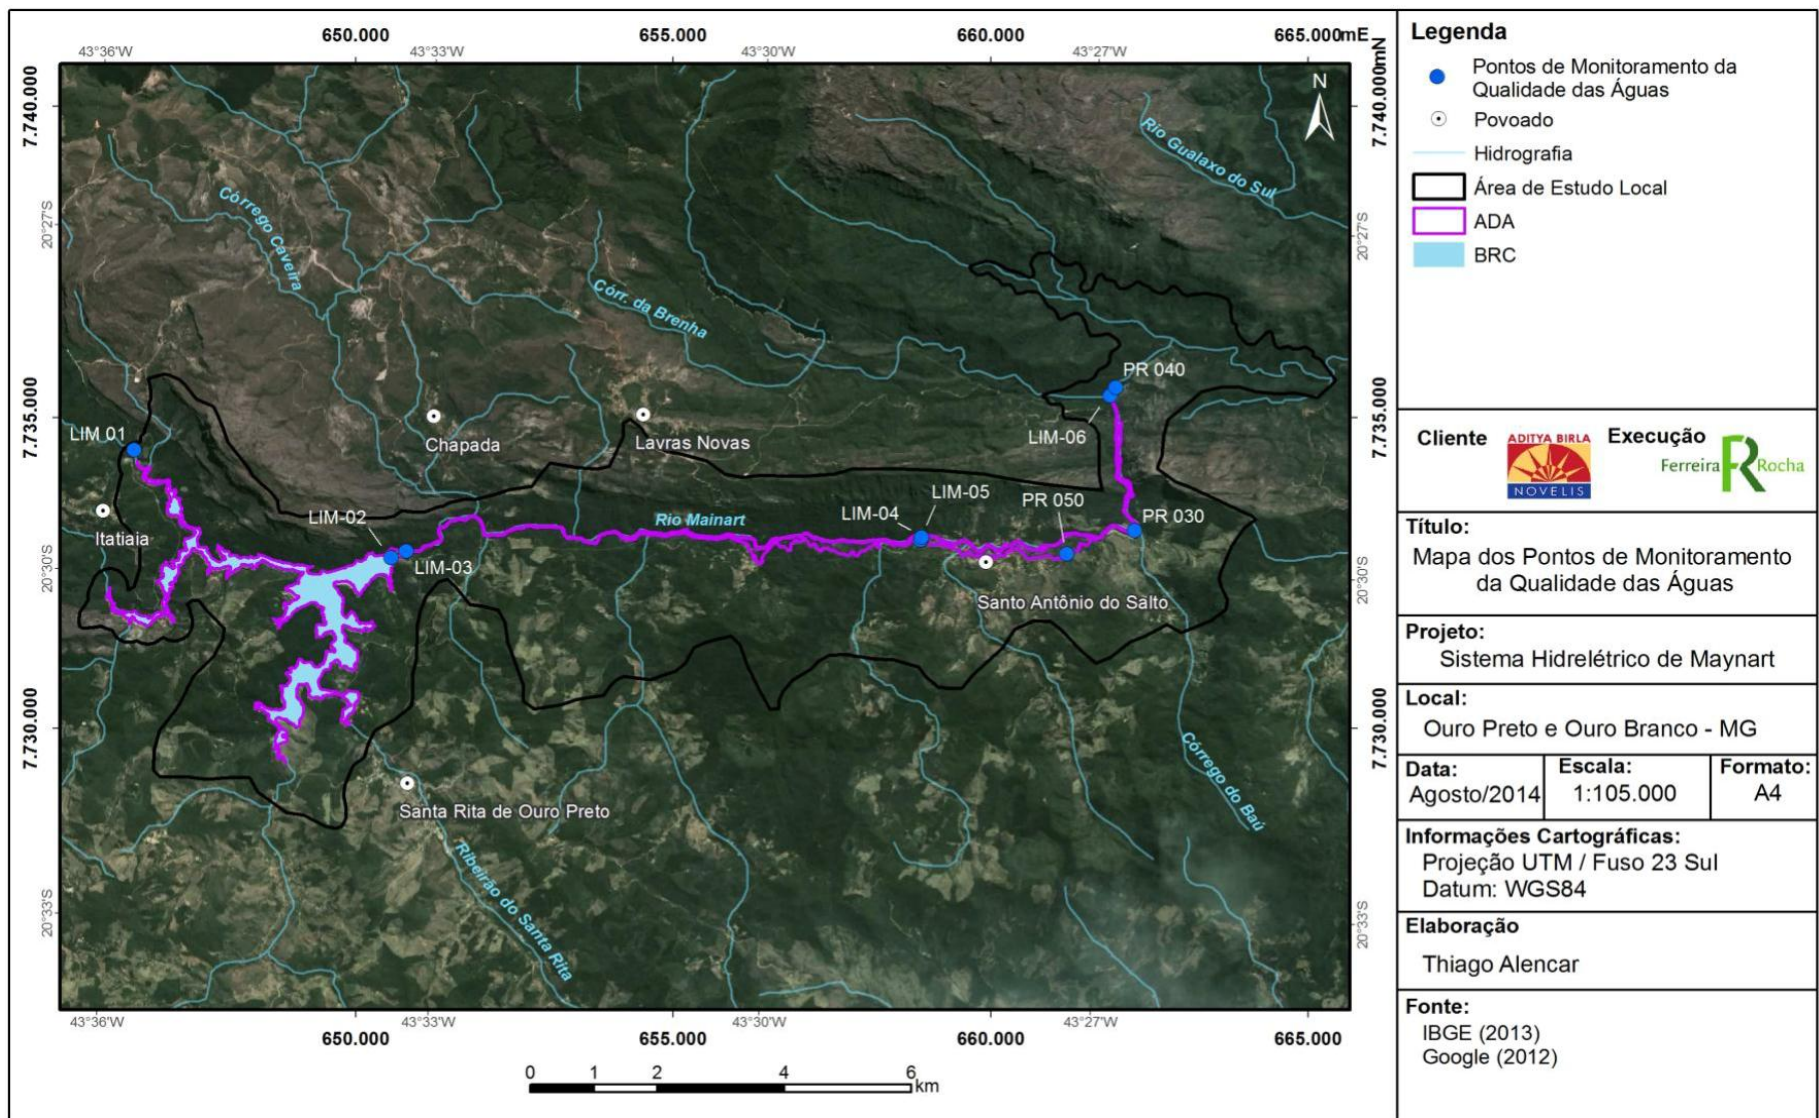 650.000
655.000
660.000
665.000mE
43°36'W
43°33'W
43°30'W
43°27'W
7.740.000
7.735.000
7.730.000
20°27'S
20°30'S
20°33'S
7.740.000mN
7.735.000
7.730.000
20°27'S
20°30'S
20°33'S
N
Rio Gualaxo do Sul
Córrego Caveira
Córr. da Brenha
PR 040
LIM 01
Chapada
Lavras Novas
LIM-06
LIM-02
Rio Mainart
LIM-04
LIM-05
PR 050
PR 030
Itatiaia
LIM-03
Santo Antônio do Salto
Córrego do Baú
Santa Rita de Ouro Preto
Ribeirão do Santa Rita
43°36'W
43°33'W
43°30'W
43°27'W
650.000
655.000
660.000
665.000
0 1 2 4 6
km
Legenda
Pontos de Monitoramento da
Qualidade das Águas
Povoado
Hidrografia
Área de Estudo Local
ADA
BRC
Cliente
ADITYA BIRLA
NOVELIS
Execução
Ferreira Rocha
Título:
Mapa dos Pontos de Monitoramento
da Qualidade das Águas
Projeto:
Sistema Hidrelétrico de Maynart
Local:
Ouro Preto e Ouro Branco - MG
Data:
Agosto/2014
Escala:
1:105.000
Formato:
A4
Informações Cartográficas:
Projeção UTM / Fuso 23 Sul
Datum: WGS84
Elaboração
Thiago Alencar
Fonte:
IBGE (2013)
Google (2012)